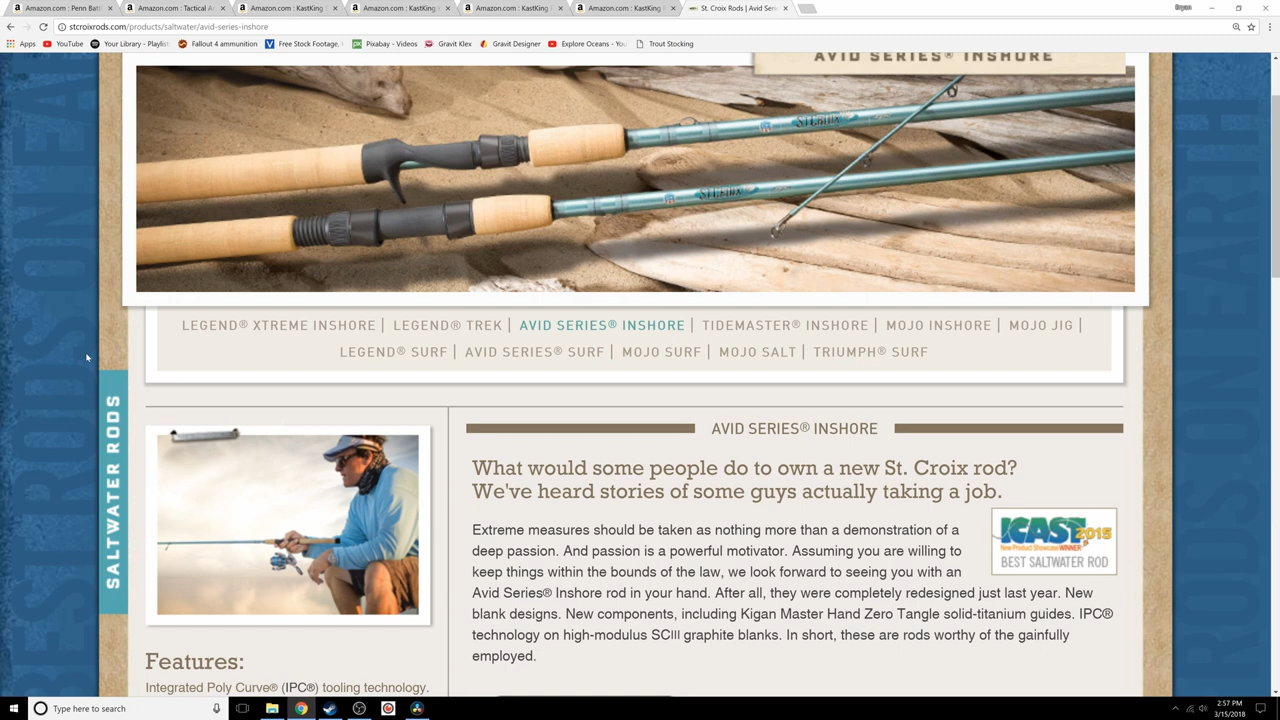 Amazon.com : Penn Batt
Amazon.com : Tactical A
Amazon.com : KastKing
Amazon.com : KastKing
Amazon.com : KastKing
Amazon.com : KastKing
St. Croix Rods | Avid Seri
Bryan
stcroixrods.com/products/saltwater/avid-series-inshore
Apps
YouTube
Your Library - Playlist
Fallout 4 ammunition
Free Stock Footage,
Pixabay - Videos
Gravit Klex
Gravit Designer
Explore Oceans - You
Trout Stocking
AVID SERIES® INSHORE
ST.CROIX
ST.CROIX
LEGEND® XTREME INSHORE | LEGEND® TREK | AVID SERIES® INSHORE | TIDEMASTER® INSHORE | MOJO INSHORE | MOJO JIG |
LEGEND® SURF | AVID SERIES® SURF | MOJO SURF | MOJO SALT | TRIUMPH® SURF
SALTWATER RODS
AVID SERIES® INSHORE
What would some people do to own a new St. Croix rod?
We've heard stories of some guys actually taking a job.
Extreme measures should be taken as nothing more than a demonstration of a
deep passion. And passion is a powerful motivator. Assuming you are willing to
keep things within the bounds of the law, we look forward to seeing you with an
Avid Series® Inshore rod in your hand. After all, they were completely redesigned just last year. New
blank designs. New components, including Kigan Master Hand Zero Tangle solid-titanium guides. IPC®
technology on high-modulus SCIII graphite blanks. In short, these are rods worthy of the gainfully
employed.
ICAST 2015
New Product Showcase WINNER
BEST SALTWATER ROD
Features:
Integrated Poly Curve® (IPC®) tooling technology.
Type here to search
2:57 PM
3/15/2018